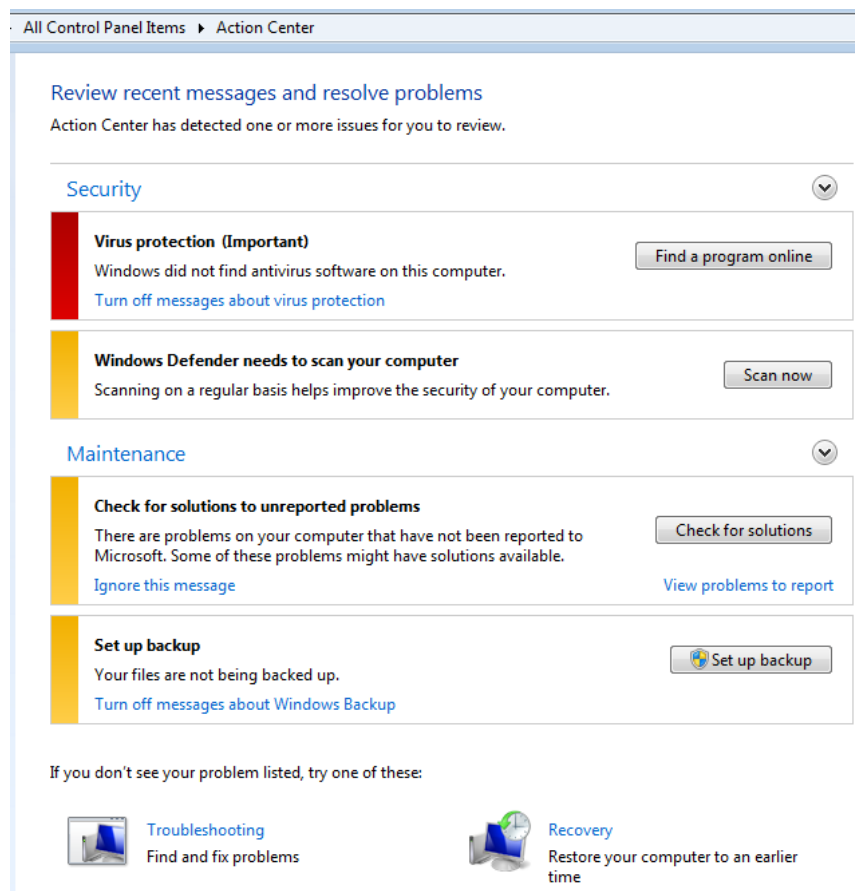 All Control Panel Items ▸ Action Center
Review recent messages and resolve problems
Action Center has detected one or more issues for you to review.
Security
Virus protection (Important)
Windows did not find antivirus software on this computer.
Find a program online
Turn off messages about virus protection
Windows Defender needs to scan your computer
Scanning on a regular basis helps improve the security of your computer.
Scan now
Maintenance
Check for solutions to unreported problems
There are problems on your computer that have not been reported to
Microsoft. Some of these problems might have solutions available.
Check for solutions
Ignore this message
View problems to report
Set up backup
Your files are not being backed up.
Set up backup
Turn off messages about Windows Backup
If you don't see your problem listed, try one of these:
Troubleshooting
Find and fix problems
Recovery
Restore your computer to an earlier
time